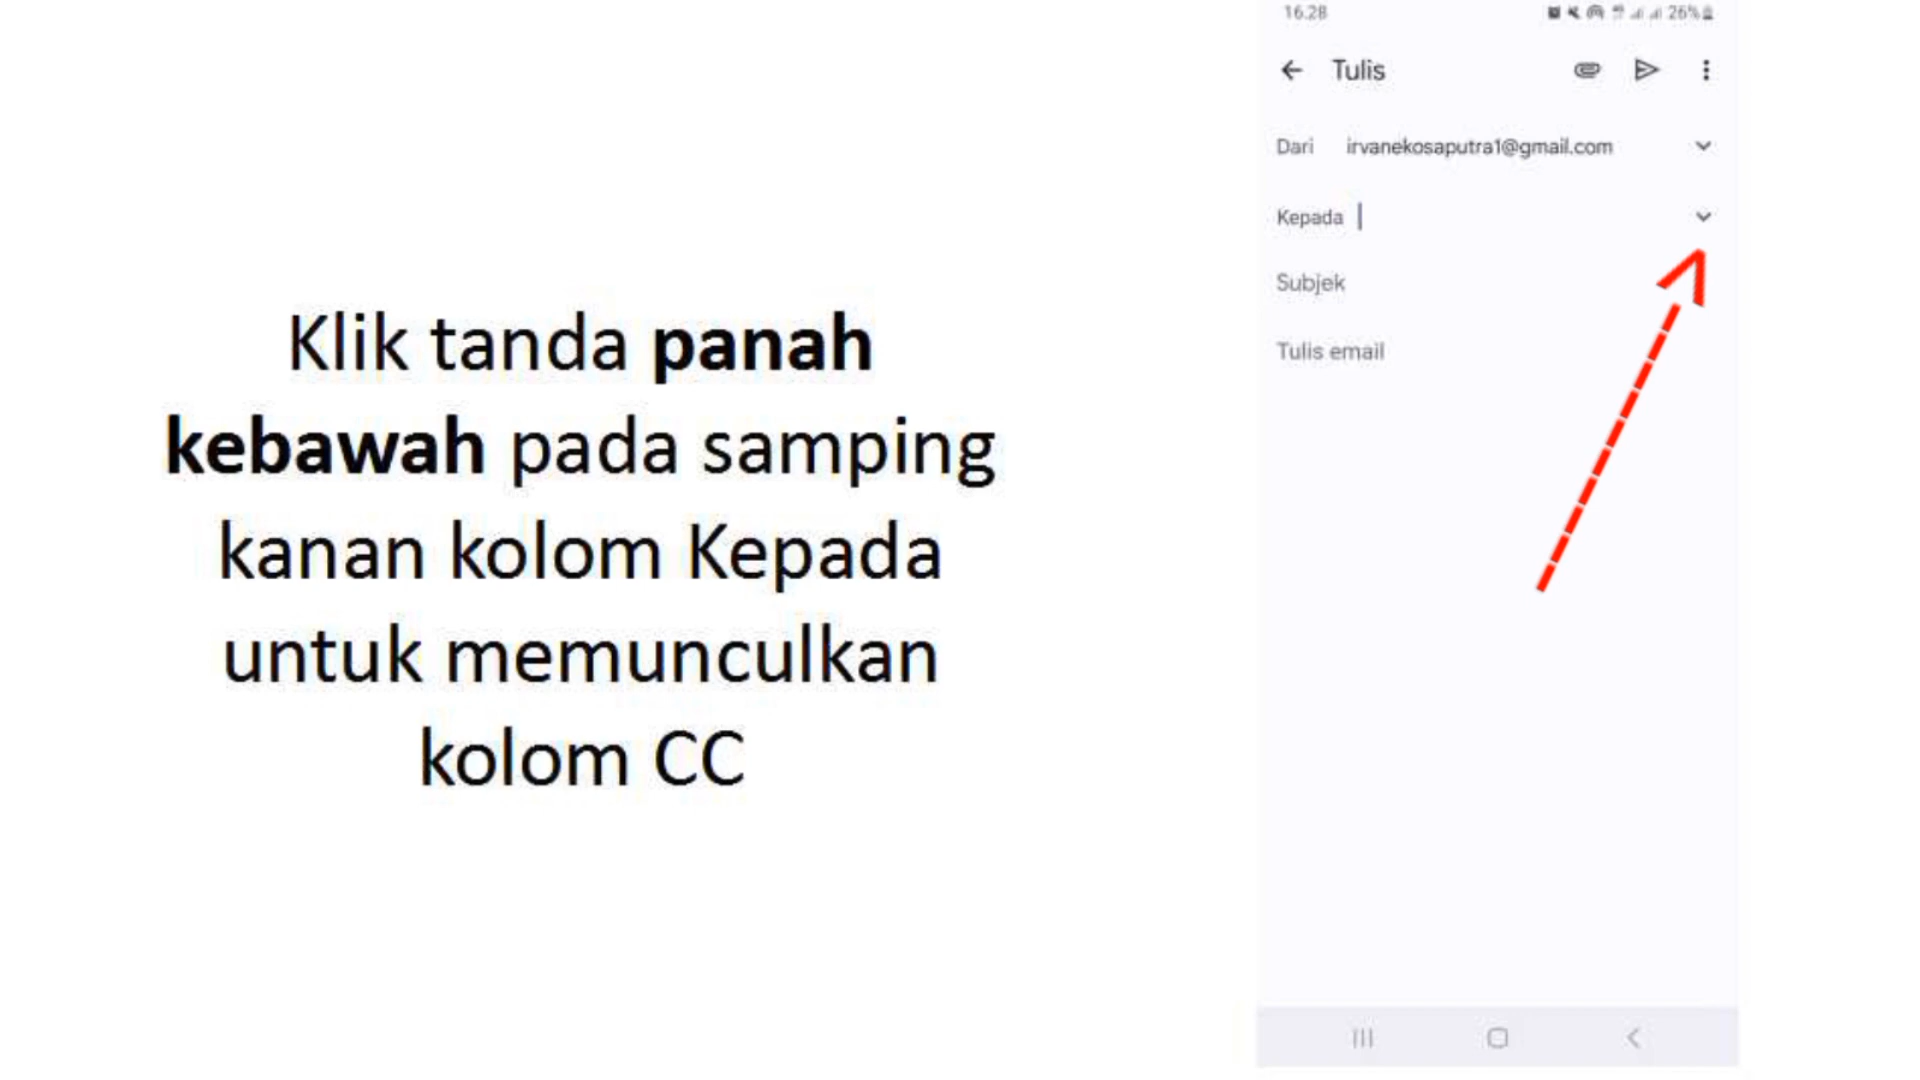 Klik tanda panah
kebawah pada samping
kanan kolom Kepada
untuk memunculkan
kolom CC
16.28
26%
Tulis
Dari irvanekosaputra1@gmail.com
Kepada
Subjek
Tulis email